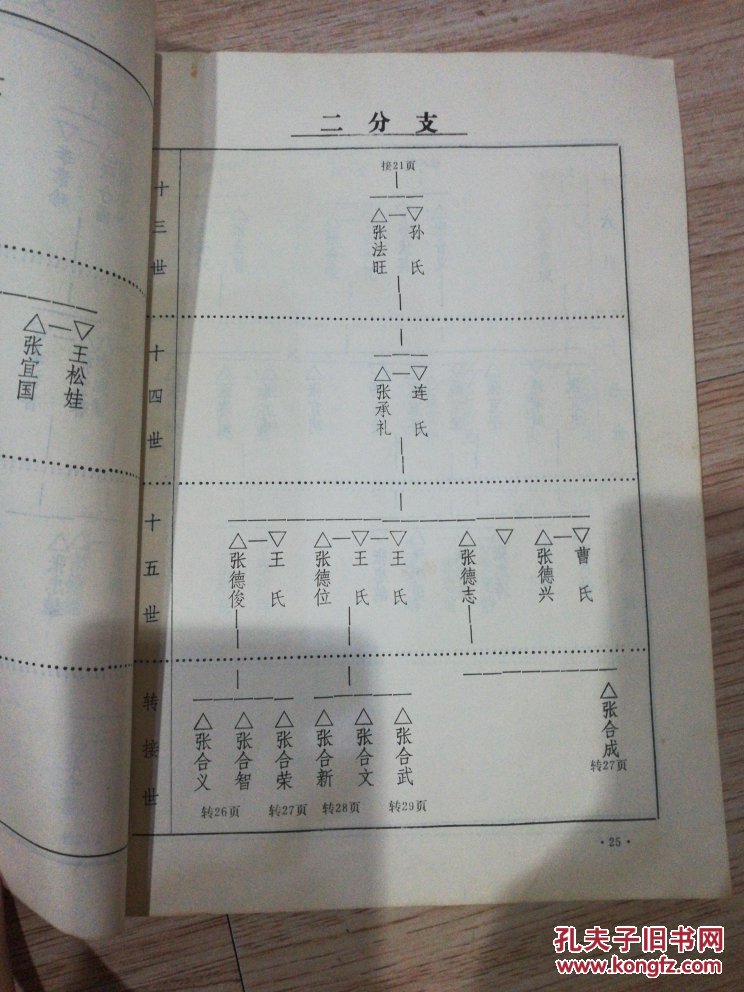 二分支
接21页
十三世
张法旺
孙氏
十四世
张承礼
连氏
十五世
张德俊
王氏
张德位
王氏
王氏
张德志
张德兴
曹氏
转接世
张合义
张合智
张合荣
张合新
张合文
张合武
张合成
转27页
转26页
转27页
转28页
转29页
·25·
张宜国
王松娃
孔夫子旧书网
www.kongfz.com